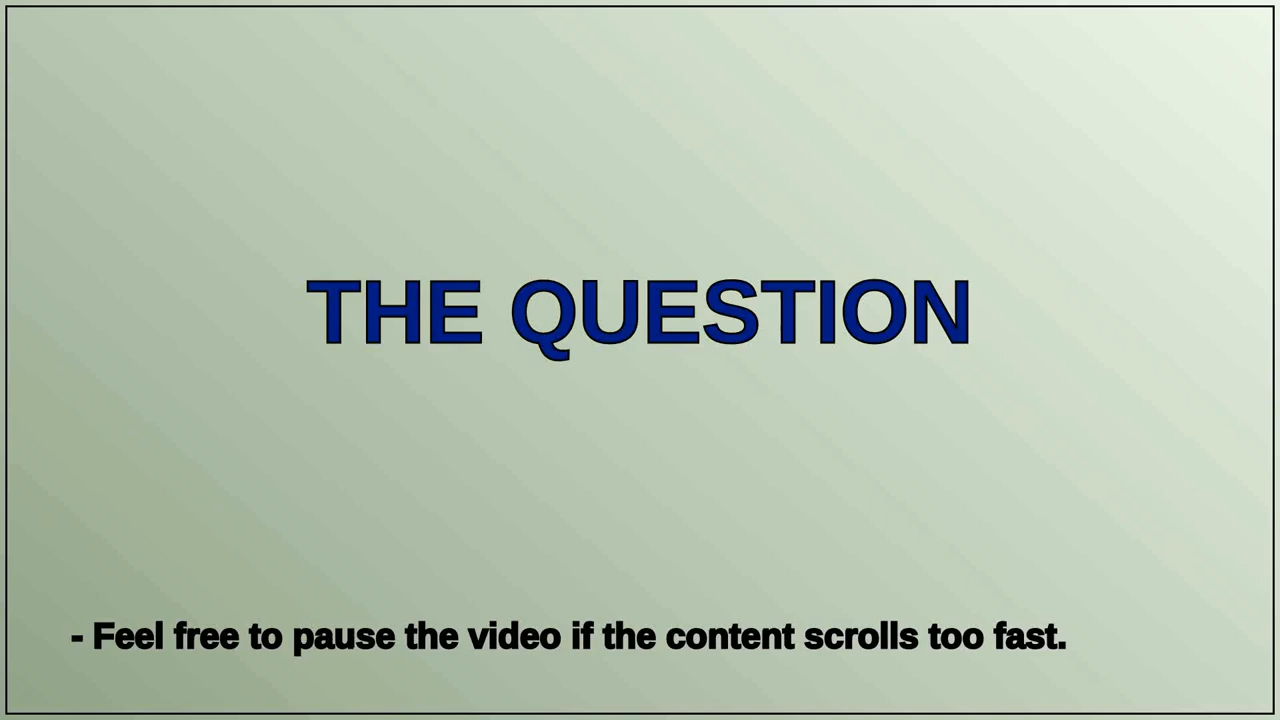 THE QUESTION
- Feel free to pause the video if the content scrolls too fast.